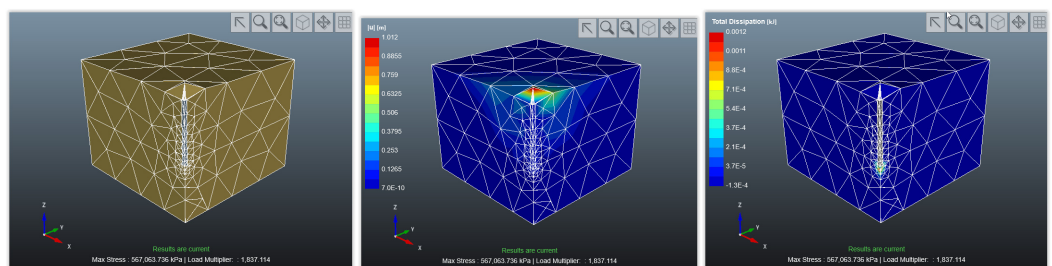 Z
Y
X
Results are current
Max Stress : 567,063.736 kPa | Load Multiplier: : 1,837.114
|U| [m]
1.012
0.8855
0.759
0.6325
0.506
0.3795
0.253
0.1265
7.0E-10
Z
Y
X
Results are current
Max Stress : 567,063.736 kPa | Load Multiplier: : 1,837.114
Total Dissipation [kJ]
0.0012
0.0011
8.8E-4
7.1E-4
5.4E-4
3.7E-4
2.1E-4
3.7E-5
-1.3E-4
Z
Y
X
Results are current
Max Stress : 567,063.736 kPa | Load Multiplier: : 1,837.114